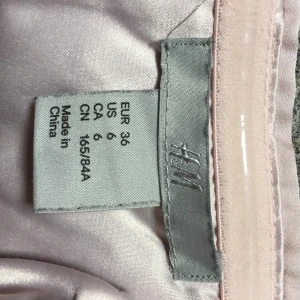 EUR 36
US 6
CA 6
CN 165/84A
Made in
China
H&M